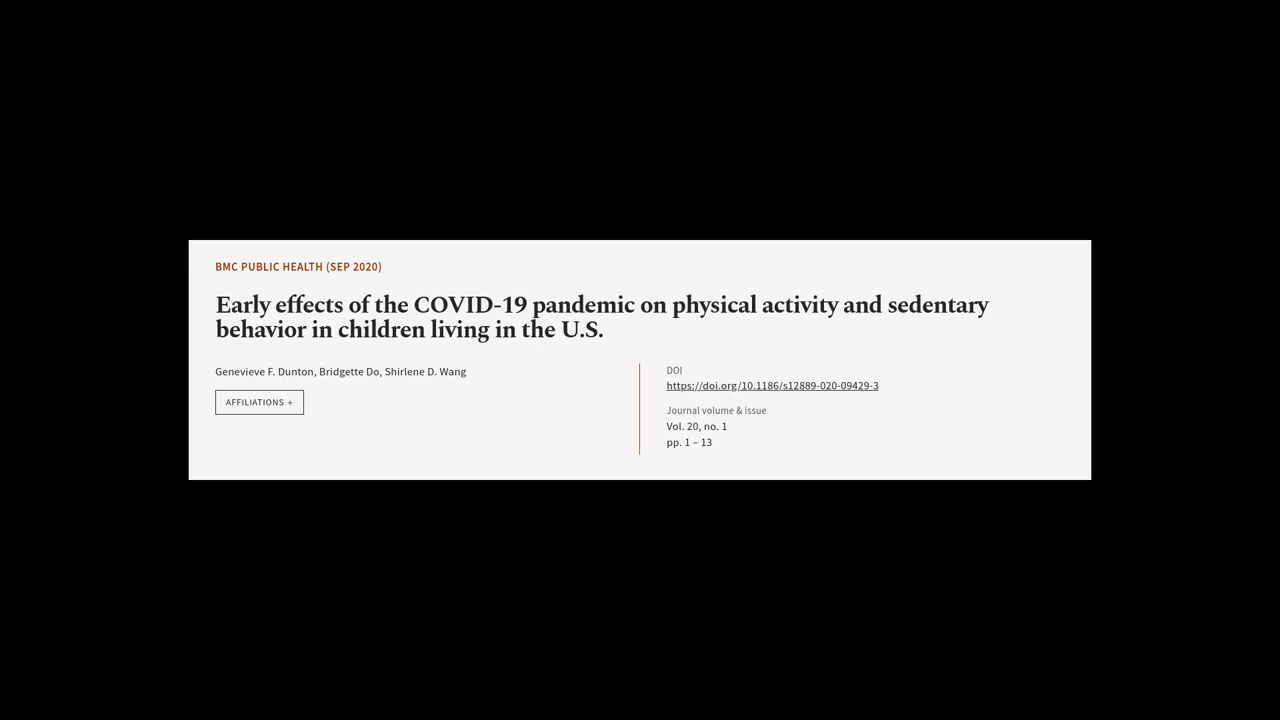 BMC PUBLIC HEALTH (SEP 2020)
Early effects of the COVID-19 pandemic on physical activity and sedentary
behavior in children living in the U.S.
Genevieve F. Dunton, Bridgette Do, Shirlene D. Wang
AFFILIATIONS +
DOI
https://doi.org/10.1186/s12889-020-09429-3
Journal volume & issue
Vol. 20, no. 1
pp. 1 – 13